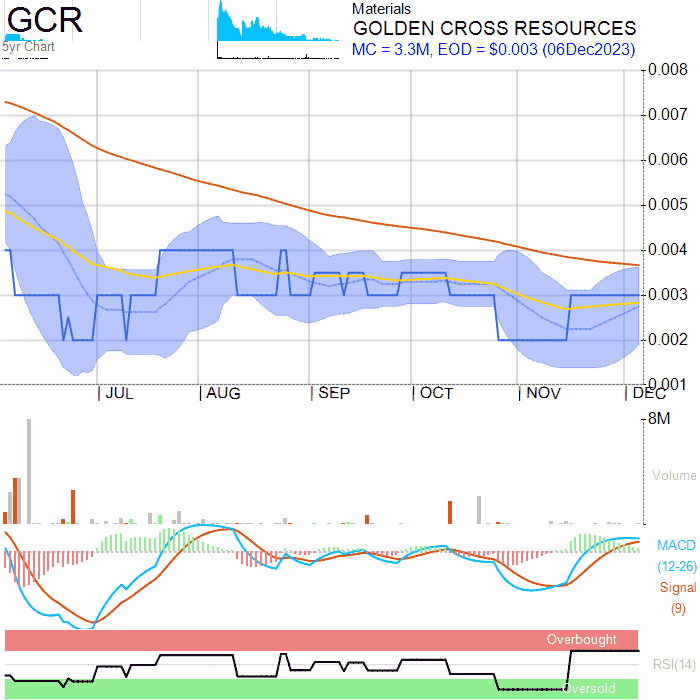 GCR
Materials
GOLDEN CROSS RESOURCES
MC = 3.3M, EOD = $0.003 (06Dec2023)
5yr Chart
0.008
0.007
0.006
0.005
0.004
0.003
0.002
0.001
JUL
AUG
SEP
OCT
NOV
DEC
8M
Volume
MACD
(12-26)
Signal
(9)
Overbought
RSI(14)
Oversold